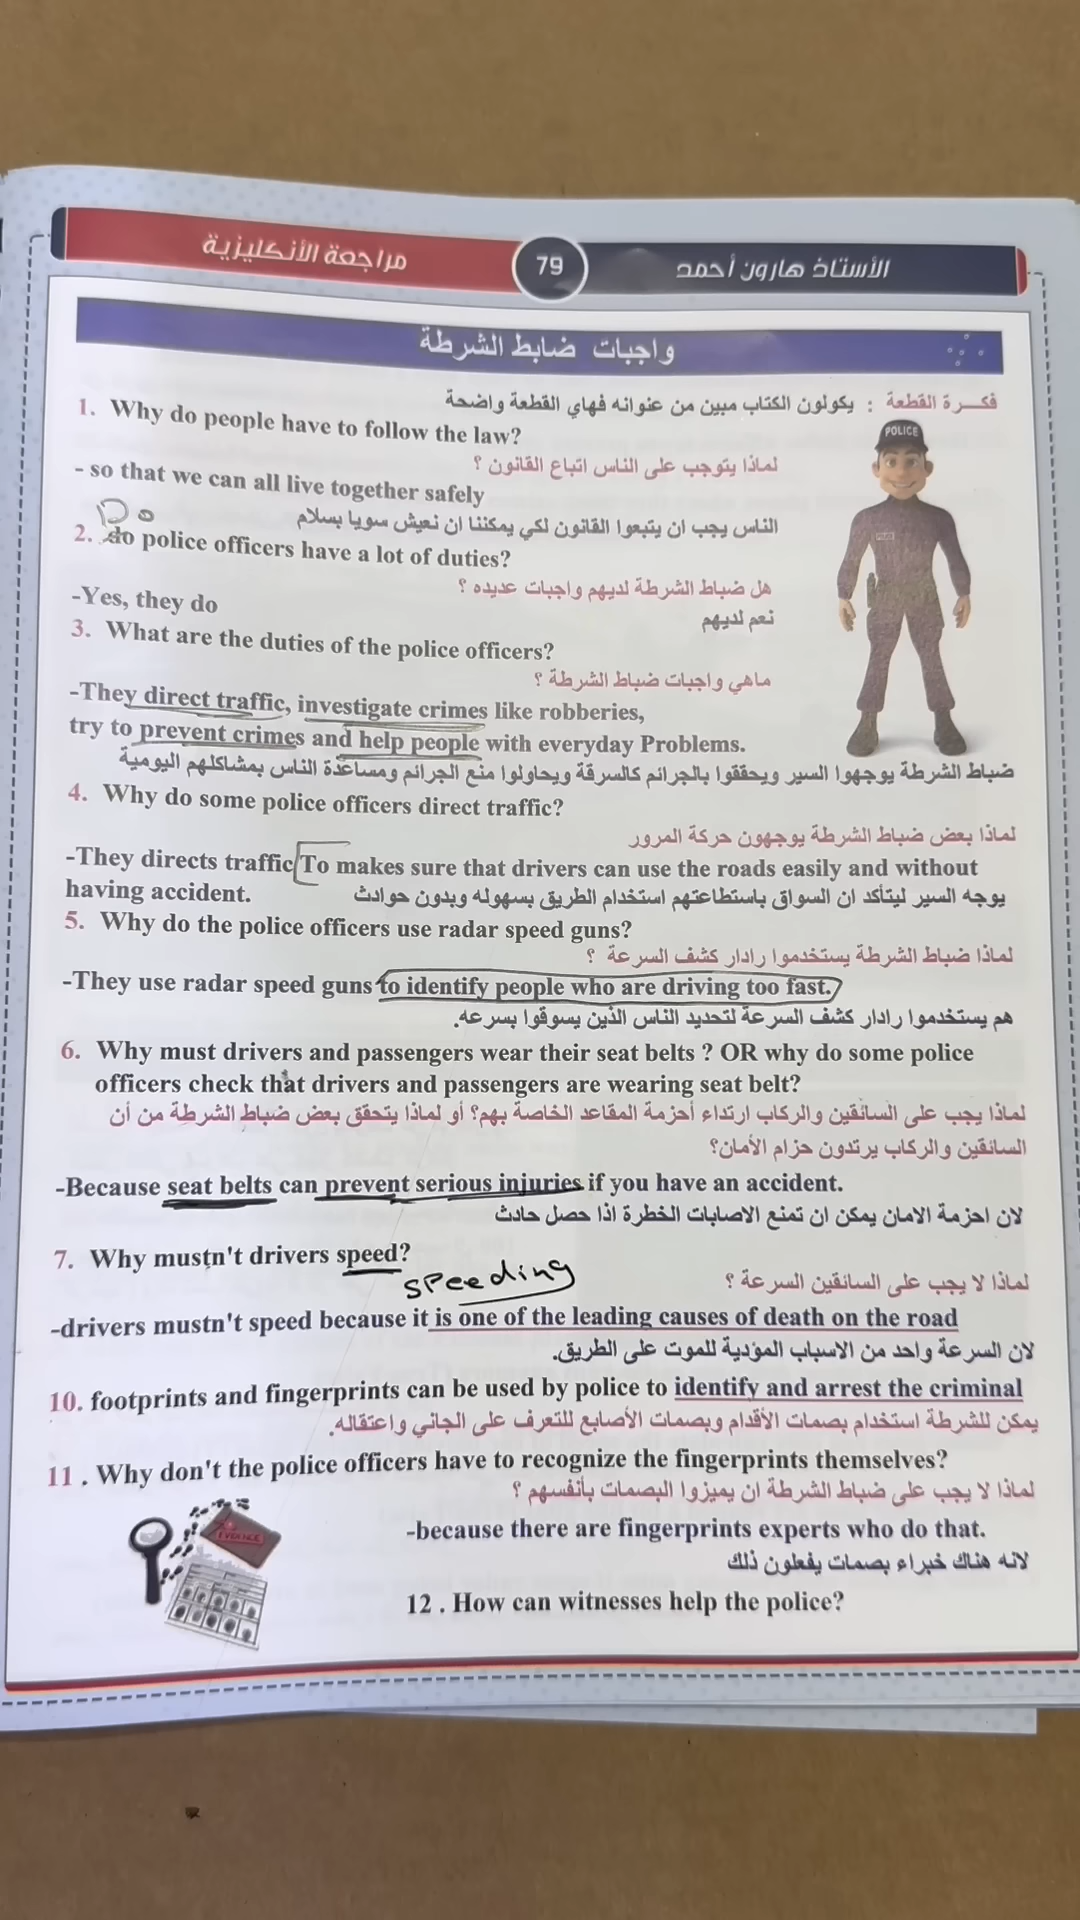 مراجعة الأنكليزية
79
الأستاذ هارون أحمد
واجبات ضابط الشرطة
فكـــرة القطعة : يكولون الكتاب مبين من عنوانه فهاي القطعة واضحة
1. Why do people have to follow the law?
POLICE
لماذا يتوجب على الناس اتباع القانون ؟
- so that we can all live together safely
الناس يجب ان يتبعوا القانون لكي يمكننا ان نعيش سويا بسلام
Do
2. do police officers have a lot of duties?
هل ضباط الشرطة لديهم واجبات عديده ؟
-Yes, they do
نعم لديهم
3. What are the duties of the police officers?
ماهي واجبات ضباط الشرطة ؟
-They direct traffic, investigate crimes like robberies,
try to prevent crimes and help people with everyday Problems.
ضباط الشرطة يوجهوا السير ويحققوا بالجرائم كالسرقة ويحاولوا منع الجرائم ومساعدة الناس بمشاكلهم اليومية
4. Why do some police officers direct traffic?
لماذا بعض ضباط الشرطة يوجهون حركة المرور
-They directs traffic To makes sure that drivers can use the roads easily and without
having accident.
يوجه السير ليتأكد ان السواق باستطاعتهم استخدام الطريق بسهوله وبدون حوادث
5. Why do the police officers use radar speed guns?
لماذا ضباط الشرطة يستخدموا رادار كشف السرعة ؟
-They use radar speed guns to identify people who are driving too fast.
هم يستخدموا رادار كشف السرعة لتحديد الناس الذين يسوقوا بسرعه.
6. Why must drivers and passengers wear their seat belts ? OR why do some police
officers check that drivers and passengers are wearing seat belt?
لماذا يجب على السائقين والركاب ارتداء أحزمة المقاعد الخاصة بهم؟ أو لماذا يتحقق بعض ضباط الشرطة من أن
السائقين والركاب يرتدون حزام الأمان؟
-Because seat belts can prevent serious injuries if you have an accident.
لان احزمة الامان يمكن ان تمنع الاصابات الخطرة اذا حصل حادث
7. Why mustn't drivers speed?
speeding
لماذا لا يجب على السائقين السرعة ؟
-drivers mustn't speed because it is one of the leading causes of death on the road
لان السرعة واحد من الاسباب المؤدية للموت على الطريق.
10. footprints and fingerprints can be used by police to identify and arrest the criminal
يمكن للشرطة استخدام بصمات الأقدام وبصمات الأصابع للتعرف على الجاني واعتقاله.
11 . Why don't the police officers have to recognize the fingerprints themselves?
لماذا لا يجب على ضباط الشرطة ان يميزوا البصمات بأنفسهم ؟
EVIDENCE
-because there are fingerprints experts who do that.
لانه هناك خبراء بصمات يفعلون ذلك
12 . How can witnesses help the police?